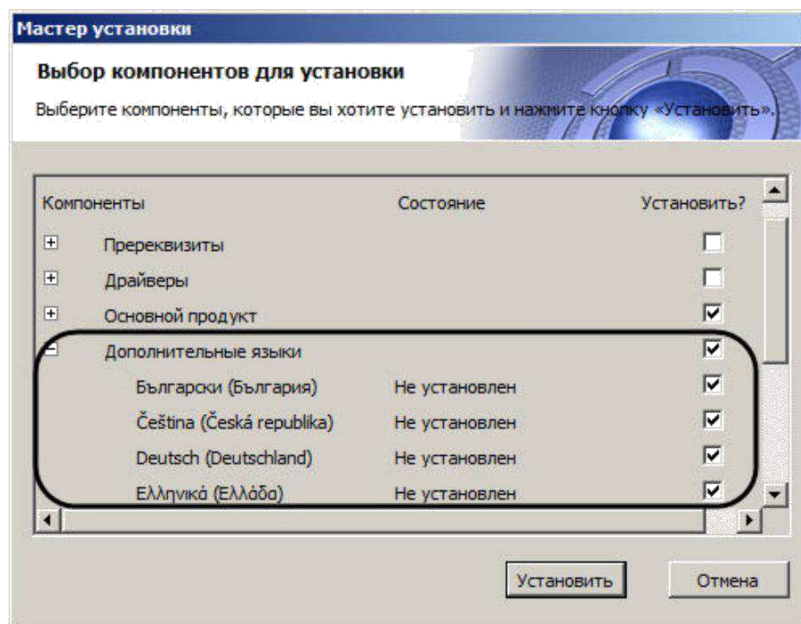 Мастер установки
Выбор компонентов для установки
Выберите компоненты, которые вы хотите установить и нажмите кнопку «Установить».
Компоненты Состояние Установить?
Пререквизиты
Драйверы
Основной продукт
Дополнительные языки
Български (България) Не установлен
Čeština (Česká republika) Не установлен
Deutsch (Deutschland) Не установлен
Ελληνικά (Ελλάδα) Не установлен
Установить Отмена